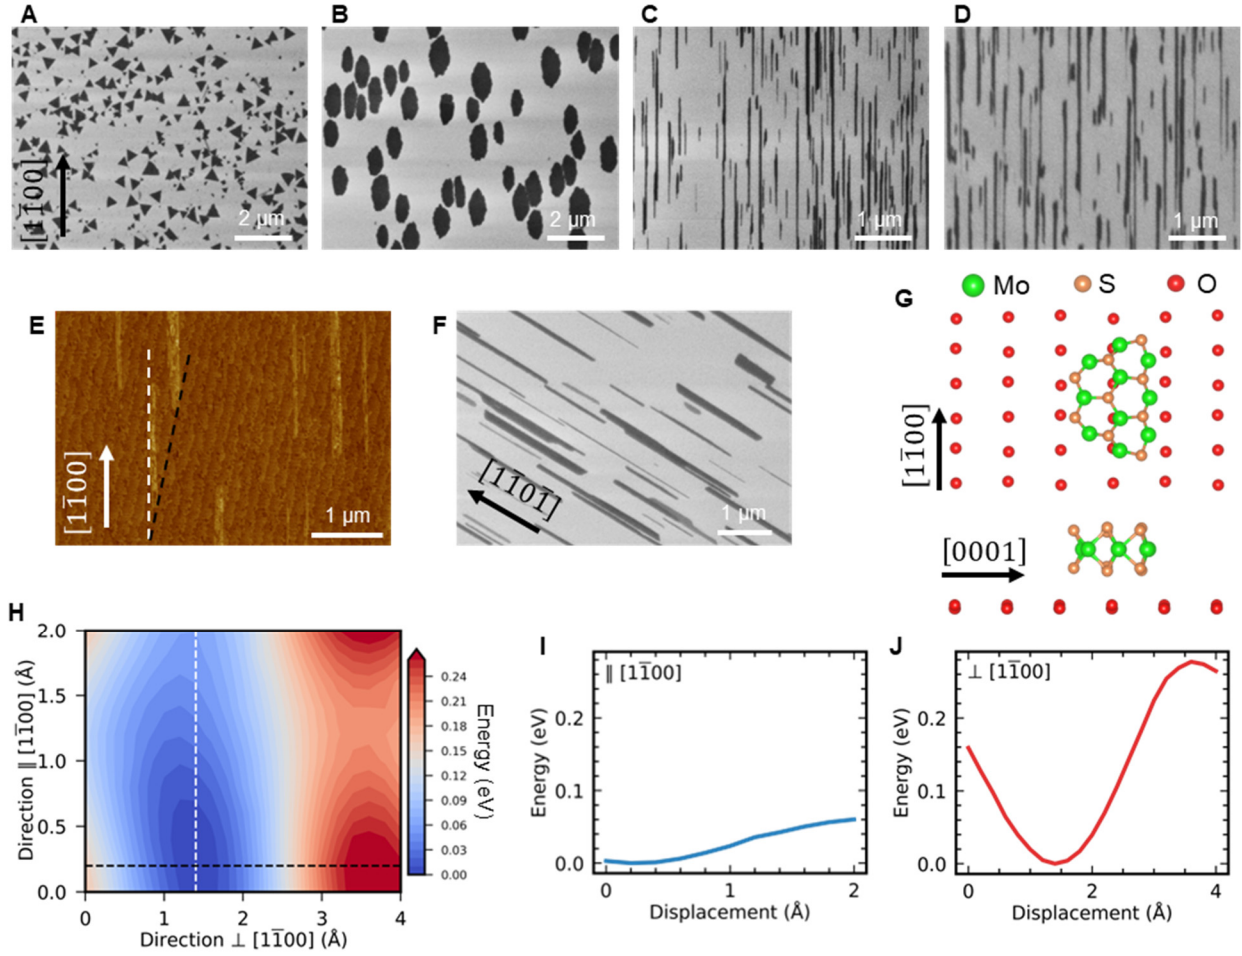 A
B
C
D
[11̄00]
2 μm
2 μm
1 μm
1 μm
E
F
G
Mo
S
O
[11̄00]
1 μm
[11̄01̄]
1 μm
[11̄00]
[0001]
H
2.0
1.5
1.0
0.5
0.0
0
1
2
3
4
Direction ∥ [11̄00] (Å)
Direction ⊥ [11̄00] (Å)
0.24
0.21
0.18
0.15
0.12
0.09
0.06
0.03
0.00
Energy (eV)
I
∥ [11̄00]
0.2
0.1
0.0
0
1
2
Energy (eV)
Displacement (Å)
J
⊥ [11̄00]
0.2
0.1
0.0
0
2
4
Energy (eV)
Displacement (Å)